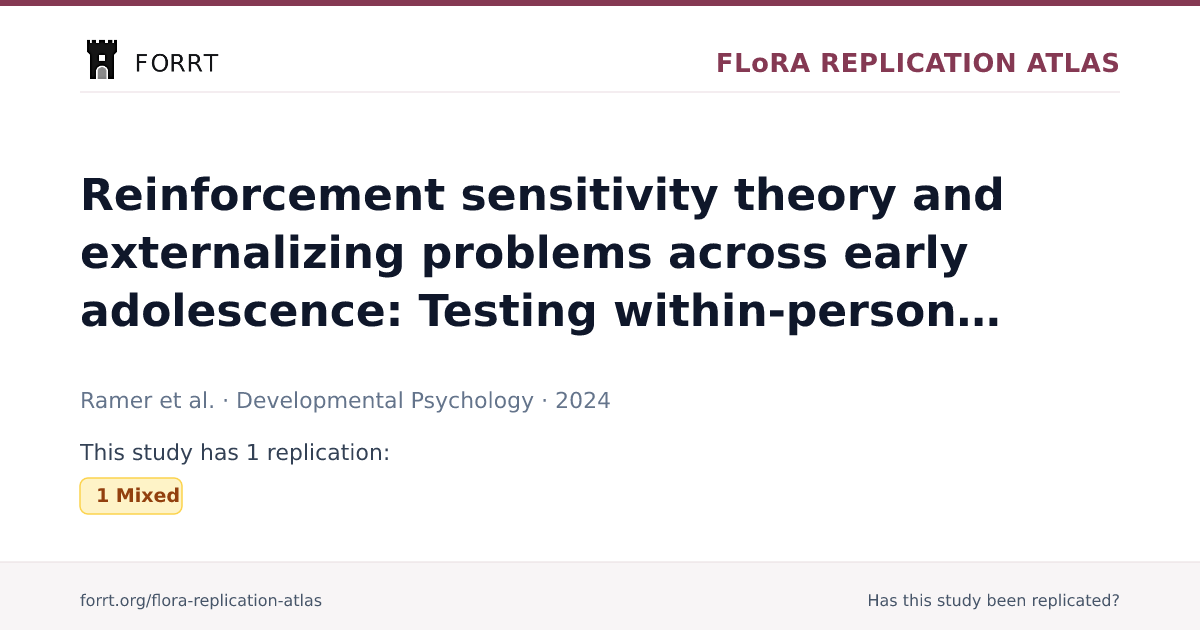 FORRT
FLoRA REPLICATION ATLAS
Reinforcement sensitivity theory and
externalizing problems across early
adolescence: Testing within-person…
Ramer et al. · Developmental Psychology · 2024
This study has 1 replication:
1 Mixed
forrt.org/flora-replication-atlas
Has this study been replicated?